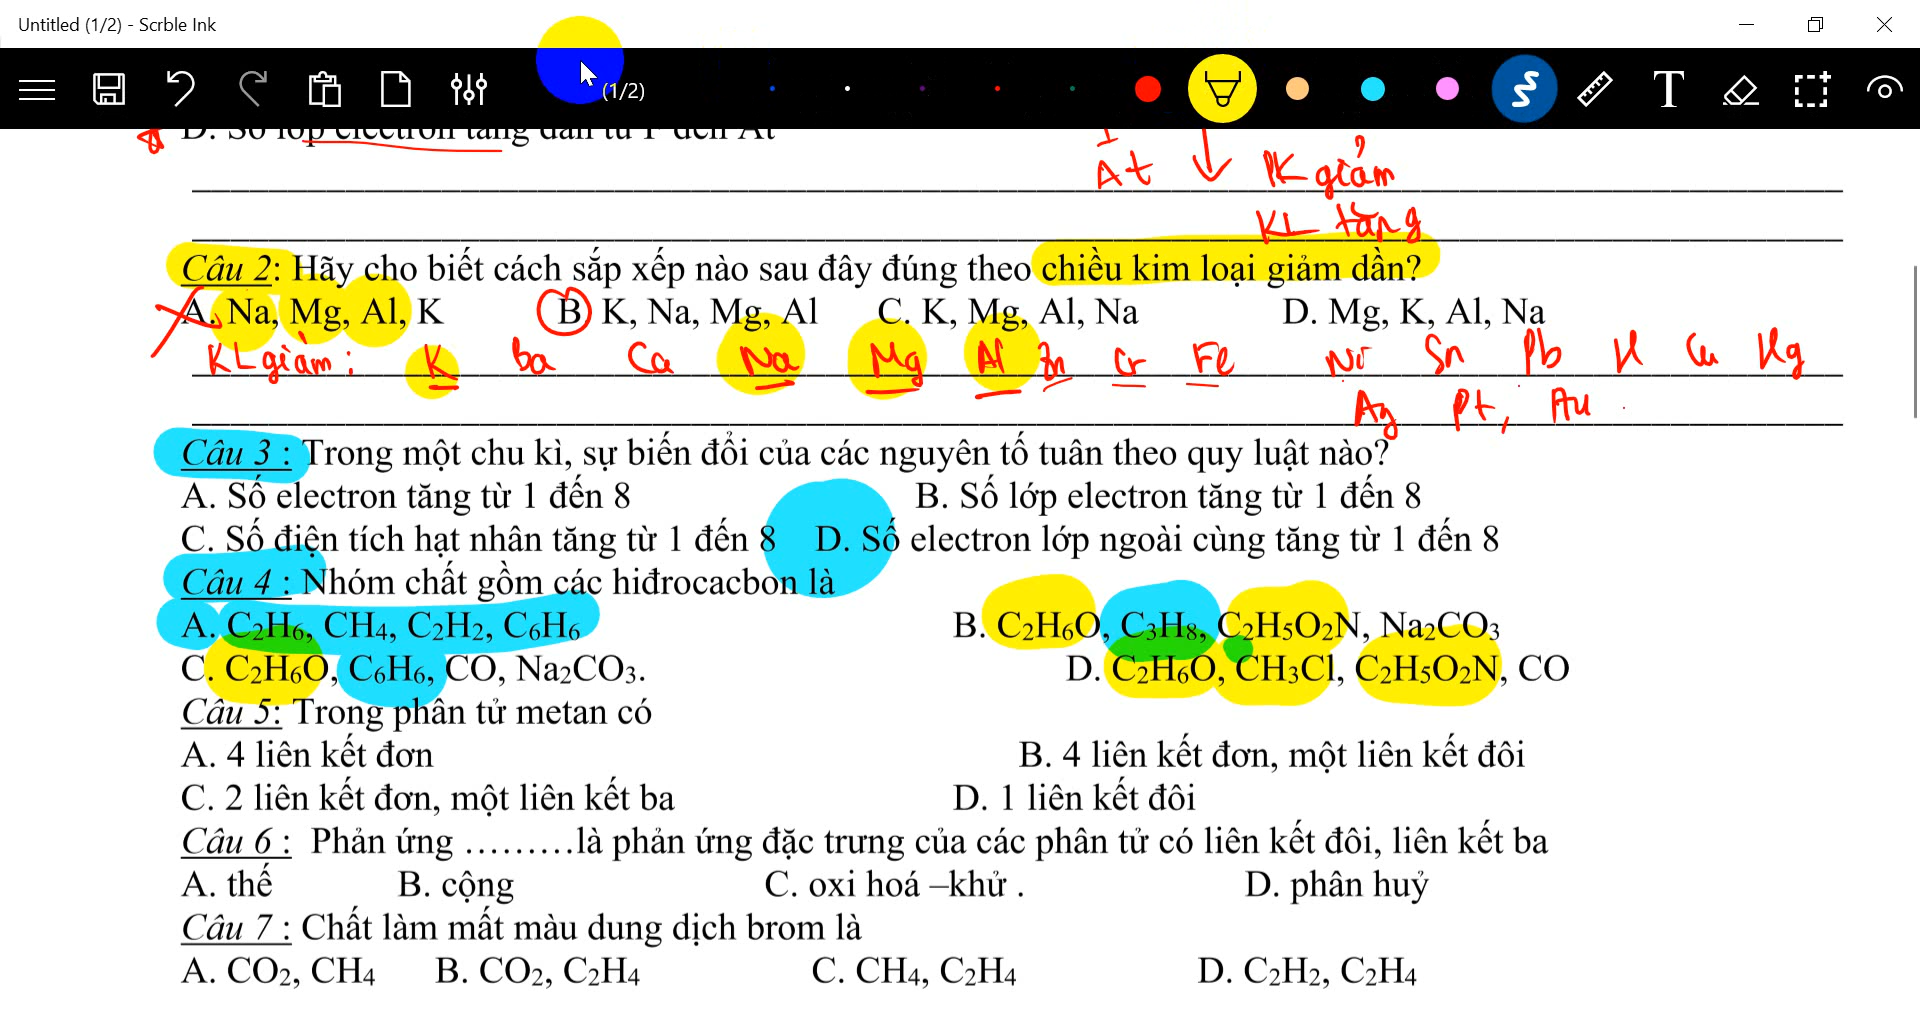 Untitled (1/2) - Scrble Ink
(1/2)
T
D. Số lớp electron tăng dần từ F đến At
I
At ↓ PK giảm
KL tăng
Câu 2: Hãy cho biết cách sắp xếp nào sau đây đúng theo chiều kim loại giảm dần?
A. Na, Mg, Al, K B K, Na, Mg, Al C. K, Mg, Al, Na D. Mg, K, Al, Na
KL giảm: K Ba Ca Na Mg Al Zn Cr Fe Ni Sn Pb H Cu Hg
Ag Pt, Au
Câu 3 : Trong một chu kì, sự biến đổi của các nguyên tố tuân theo quy luật nào?
A. Số electron tăng từ 1 đến 8 B. Số lớp electron tăng từ 1 đến 8
C. Số điện tích hạt nhân tăng từ 1 đến 8 D. Số electron lớp ngoài cùng tăng từ 1 đến 8
Câu 4 : Nhóm chất gồm các hiđrocacbon là
A. C2H6, CH4, C2H2, C6H6 B. C2H6O, C3H8, C2H5O2N, Na2CO3
C. C2H6O, C6H6, CO, Na2CO3. D. C2H6O, CH3Cl, C2H5O2N, CO
Câu 5: Trong phân tử metan có
A. 4 liên kết đơn B. 4 liên kết đơn, một liên kết đôi
C. 2 liên kết đơn, một liên kết ba D. 1 liên kết đôi
Câu 6 : Phản ứng .........là phản ứng đặc trưng của các phân tử có liên kết đôi, liên kết ba
A. thế B. cộng C. oxi hoá –khử . D. phân huỷ
Câu 7 : Chất làm mất màu dung dịch brom là
A. CO2, CH4 B. CO2, C2H4 C. CH4, C2H4 D. C2H2, C2H4